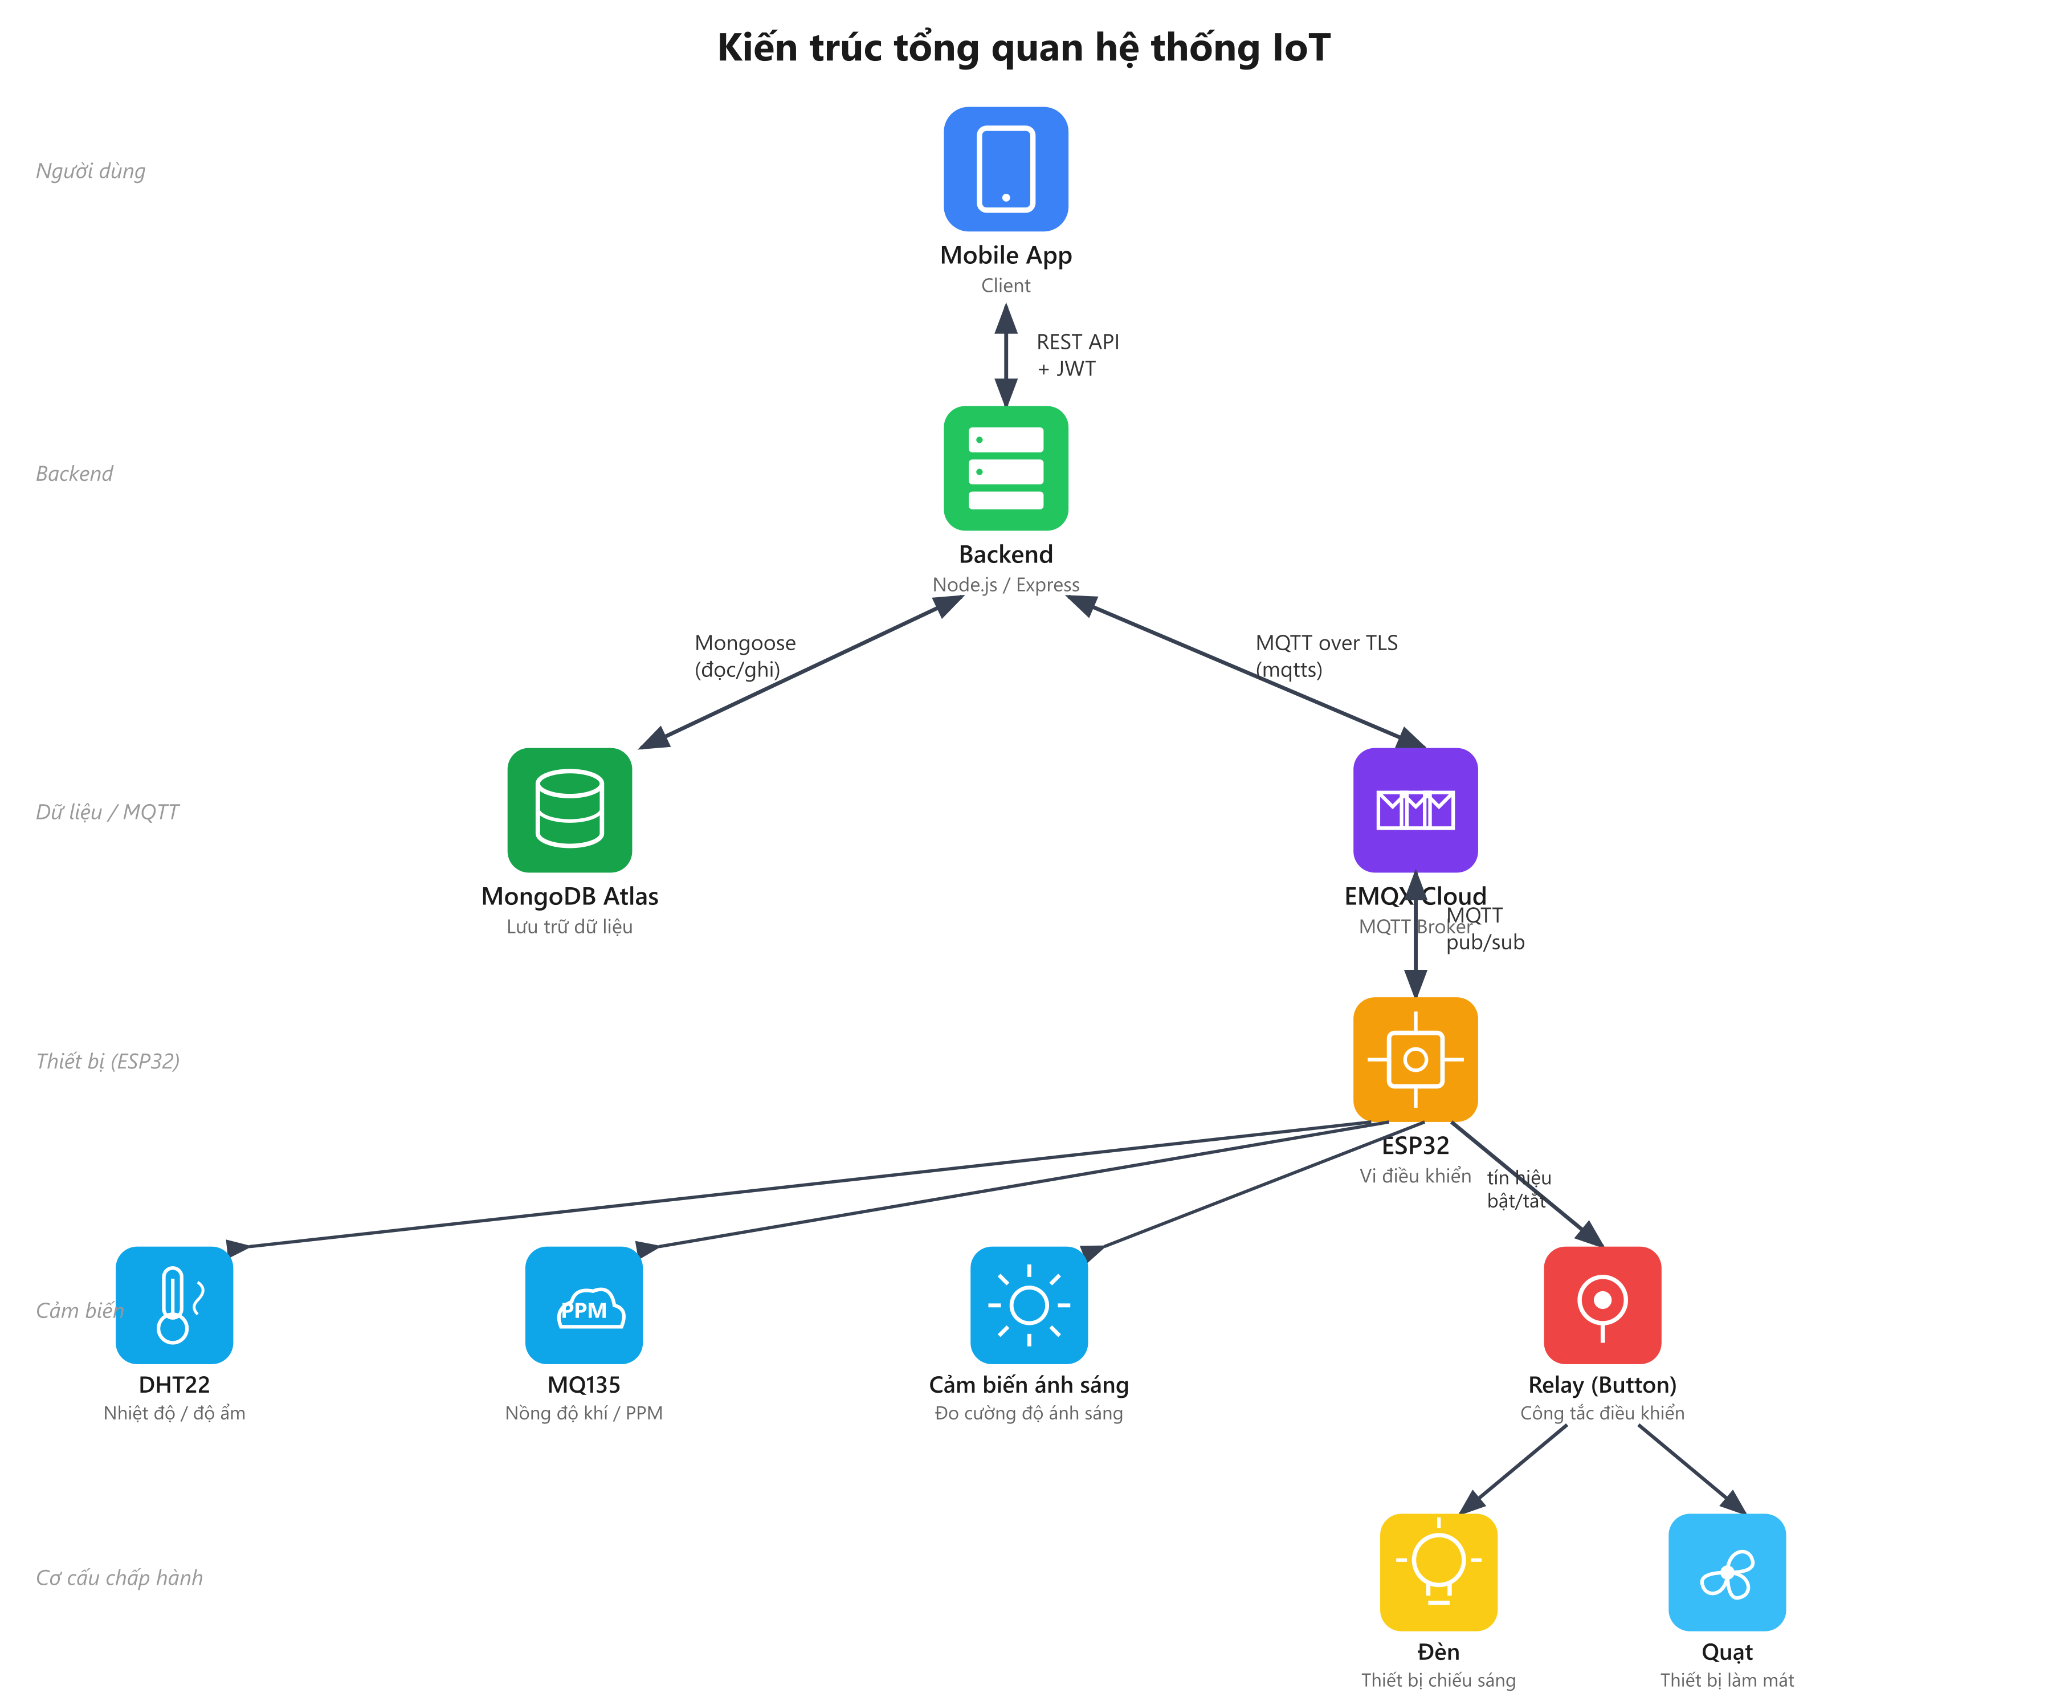 Kiến trúc tổng quan hệ thống IoT
Người dùng
Mobile App
Client
REST API
+ JWT
Backend
Backend
Node.js / Express
Mongoose
(đọc/ghi)
MQTT over TLS
(mqtts)
Dữ liệu / MQTT
MongoDB Atlas
Lưu trữ dữ liệu
EMQX Cloud
MQTT Broker
MQTT
pub/sub
Thiết bị (ESP32)
ESP32
Vi điều khiển
tín hiệu
bật/tắt
Cảm biến
PPM
DHT22
Nhiệt độ / độ ẩm
MQ135
Nồng độ khí / PPM
Cảm biến ánh sáng
Đo cường độ ánh sáng
Relay (Button)
Công tắc điều khiển
Cơ cấu chấp hành
Đèn
Thiết bị chiếu sáng
Quạt
Thiết bị làm mát